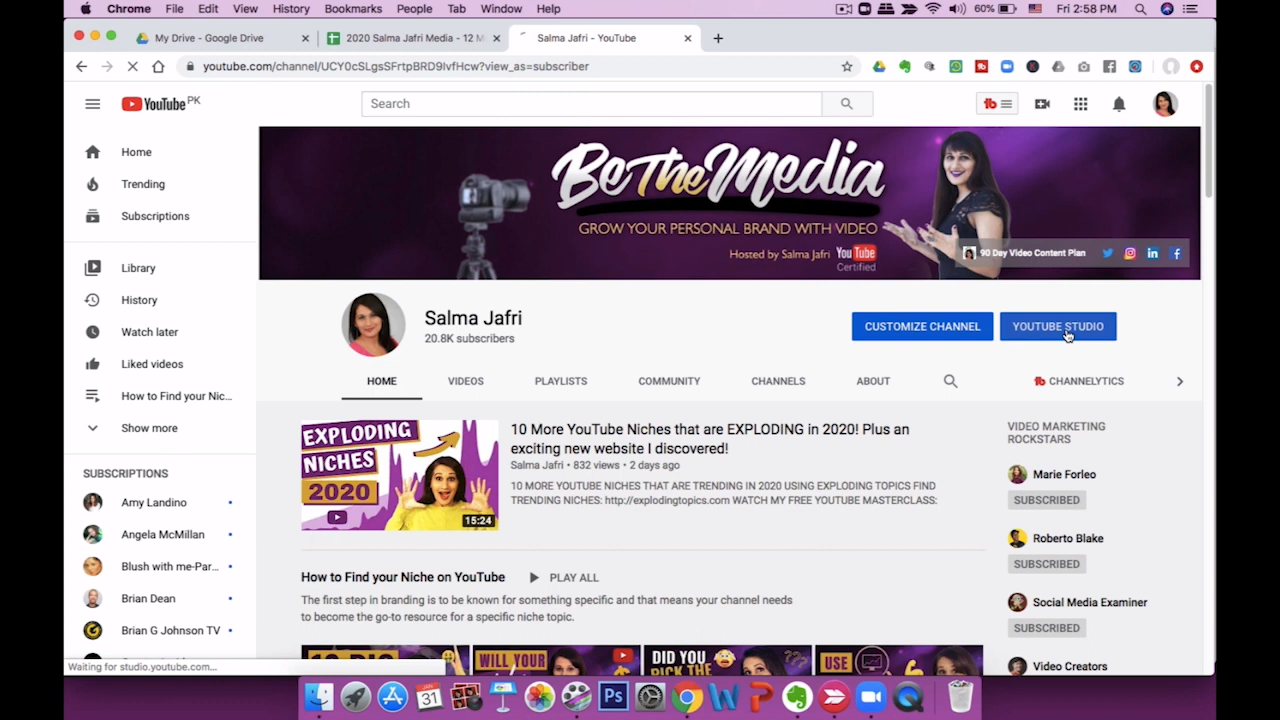 Chrome File Edit View History Bookmarks People Tab Window Help 60% Fri 2:58 PM
My Drive - Google Drive 2020 Salma Jafri Media - 12 M Salma Jafri - YouTube
youtube.com/channel/UCY0cSLgsSFrtpBRD9IvfHcw?view_as=subscriber
YouTube PK Search
Home
Trending
Subscriptions
Library
History
Watch later
Liked videos
How to Find your Nic...
Show more
SUBSCRIPTIONS
Amy Landino
Angela McMillan
Blush with me-Par...
Brian Dean
Brian G Johnson TV
Waiting for studio.youtube.com...
Be The Media
GROW YOUR PERSONAL BRAND WITH VIDEO
Hosted by Salma Jafri YouTube
Certified
90 Day Video Content Plan
Salma Jafri
20.8K subscribers
CUSTOMIZE CHANNEL YOUTUBE STUDIO
HOME VIDEOS PLAYLISTS COMMUNITY CHANNELS ABOUT CHANNELYTICS
EXPLODING
NICHES
2020
15:24
10 More YouTube Niches that are EXPLODING in 2020! Plus an
exciting new website I discovered!
Salma Jafri • 832 views • 2 days ago
10 MORE YOUTUBE NICHES THAT ARE TRENDING IN 2020 USING EXPLODING TOPICS FIND
TRENDING NICHES: http://explodingtopics.com WATCH MY FREE YOUTUBE MASTERCLASS:
How to Find your Niche on YouTube PLAY ALL
The first step in branding is to be known for something specific and that means your channel needs
to become the go-to resource for a specific niche topic.
WILL YOUR
DID YOU
PICK THE
USE
VIDEO MARKETING
ROCKSTARS
Marie Forleo
SUBSCRIBED
Roberto Blake
SUBSCRIBED
Social Media Examiner
SUBSCRIBED
Video Creators
JAN
31
Ps